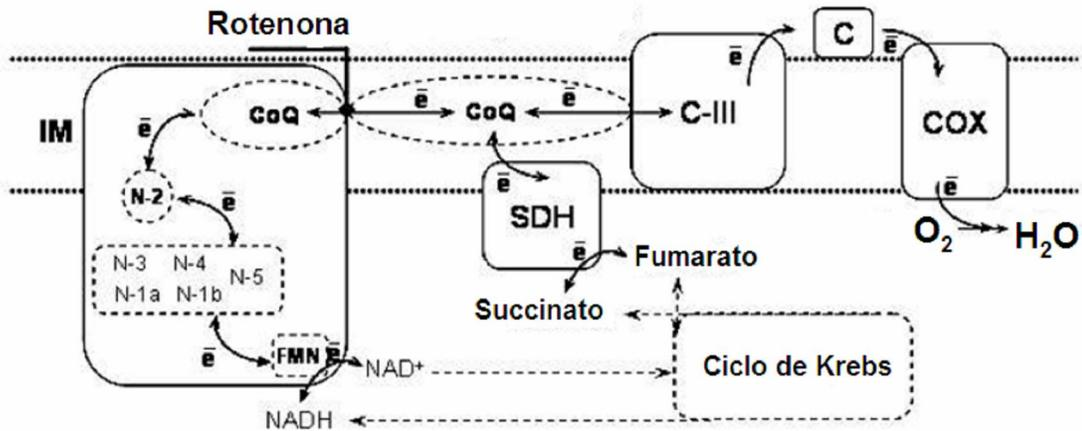 Rotenona
C
ē
ē
IM
CoQ
ē
CoQ
ē
C-III
COX
ē
N-2
ē
ē
ē
SDH
O₂
H₂O
N-3 N-4 N-5
N-1a N-1b
ē
Fumarato
Succinato
ē
FMN
ē
NAD+
Ciclo de Krebs
NADH